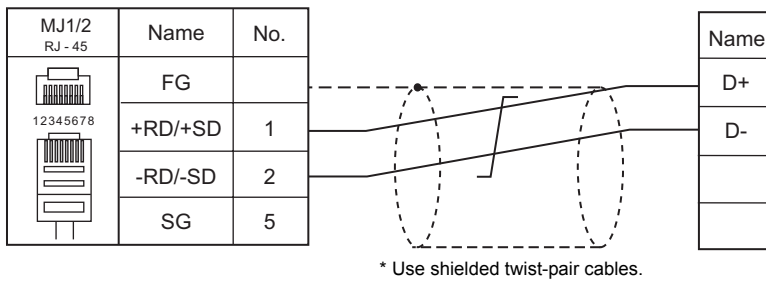 MJ1/2 Name No.
RJ - 45
FG
12345678
+RD/+SD 1
-RD/-SD 2
SG 5
Name
D+
D-
* Use shielded twist-pair cables.